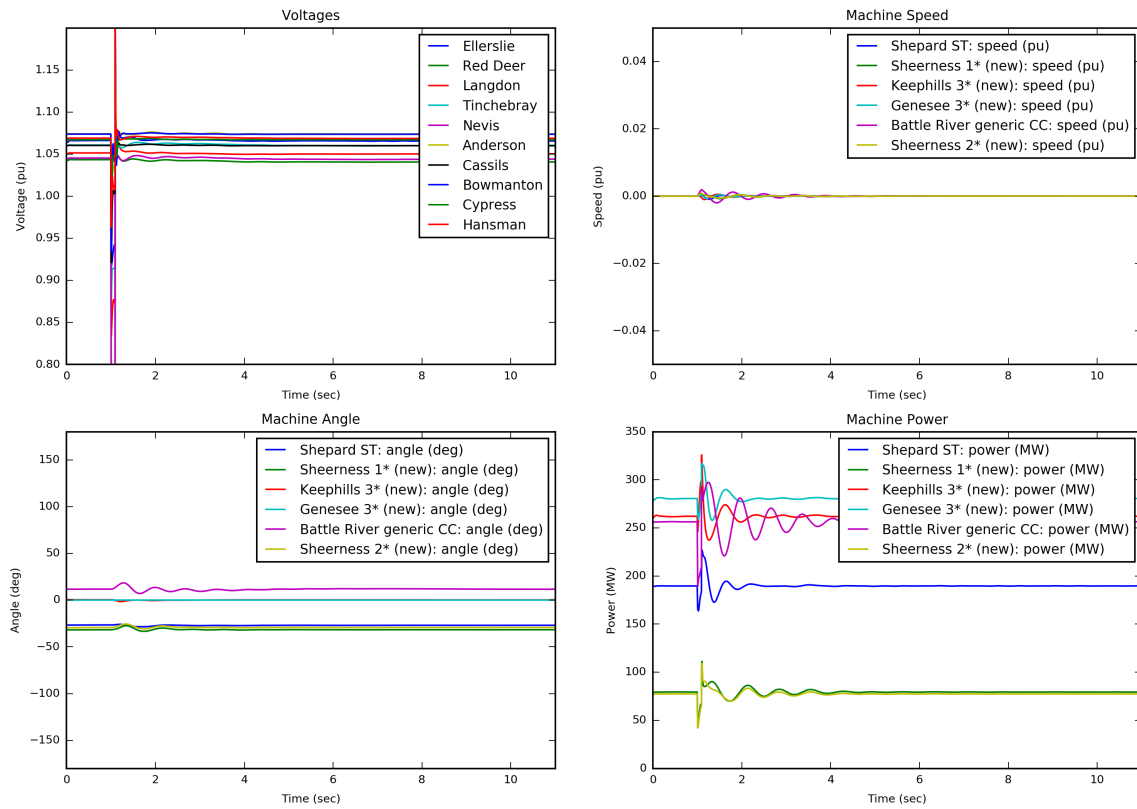 Voltages
1.15
1.10
1.05
1.00
0.95
0.90
0.85
0.80
Voltage (pu)
0
2
4
6
8
10
Time (sec)
Ellerslie
Red Deer
Langdon
Tinchebray
Nevis
Anderson
Cassils
Bowmanton
Cypress
Hansman
Machine Speed
0.04
0.02
0.00
−0.02
−0.04
Speed (pu)
0
2
4
6
8
10
Time (sec)
Shepard ST: speed (pu)
Sheerness 1* (new): speed (pu)
Keephills 3* (new): speed (pu)
Genesee 3* (new): speed (pu)
Battle River generic CC: speed (pu)
Sheerness 2* (new): speed (pu)
Machine Angle
150
100
50
0
−50
−100
−150
Angle (deg)
0
2
4
6
8
10
Time (sec)
Shepard ST: angle (deg)
Sheerness 1* (new): angle (deg)
Keephills 3* (new): angle (deg)
Genesee 3* (new): angle (deg)
Battle River generic CC: angle (deg)
Sheerness 2* (new): angle (deg)
Machine Power
350
300
250
200
150
100
50
0
Power (MW)
0
2
4
6
8
10
Time (sec)
Shepard ST: power (MW)
Sheerness 1* (new): power (MW)
Keephills 3* (new): power (MW)
Genesee 3* (new): power (MW)
Battle River generic CC: power (MW)
Sheerness 2* (new): power (MW)